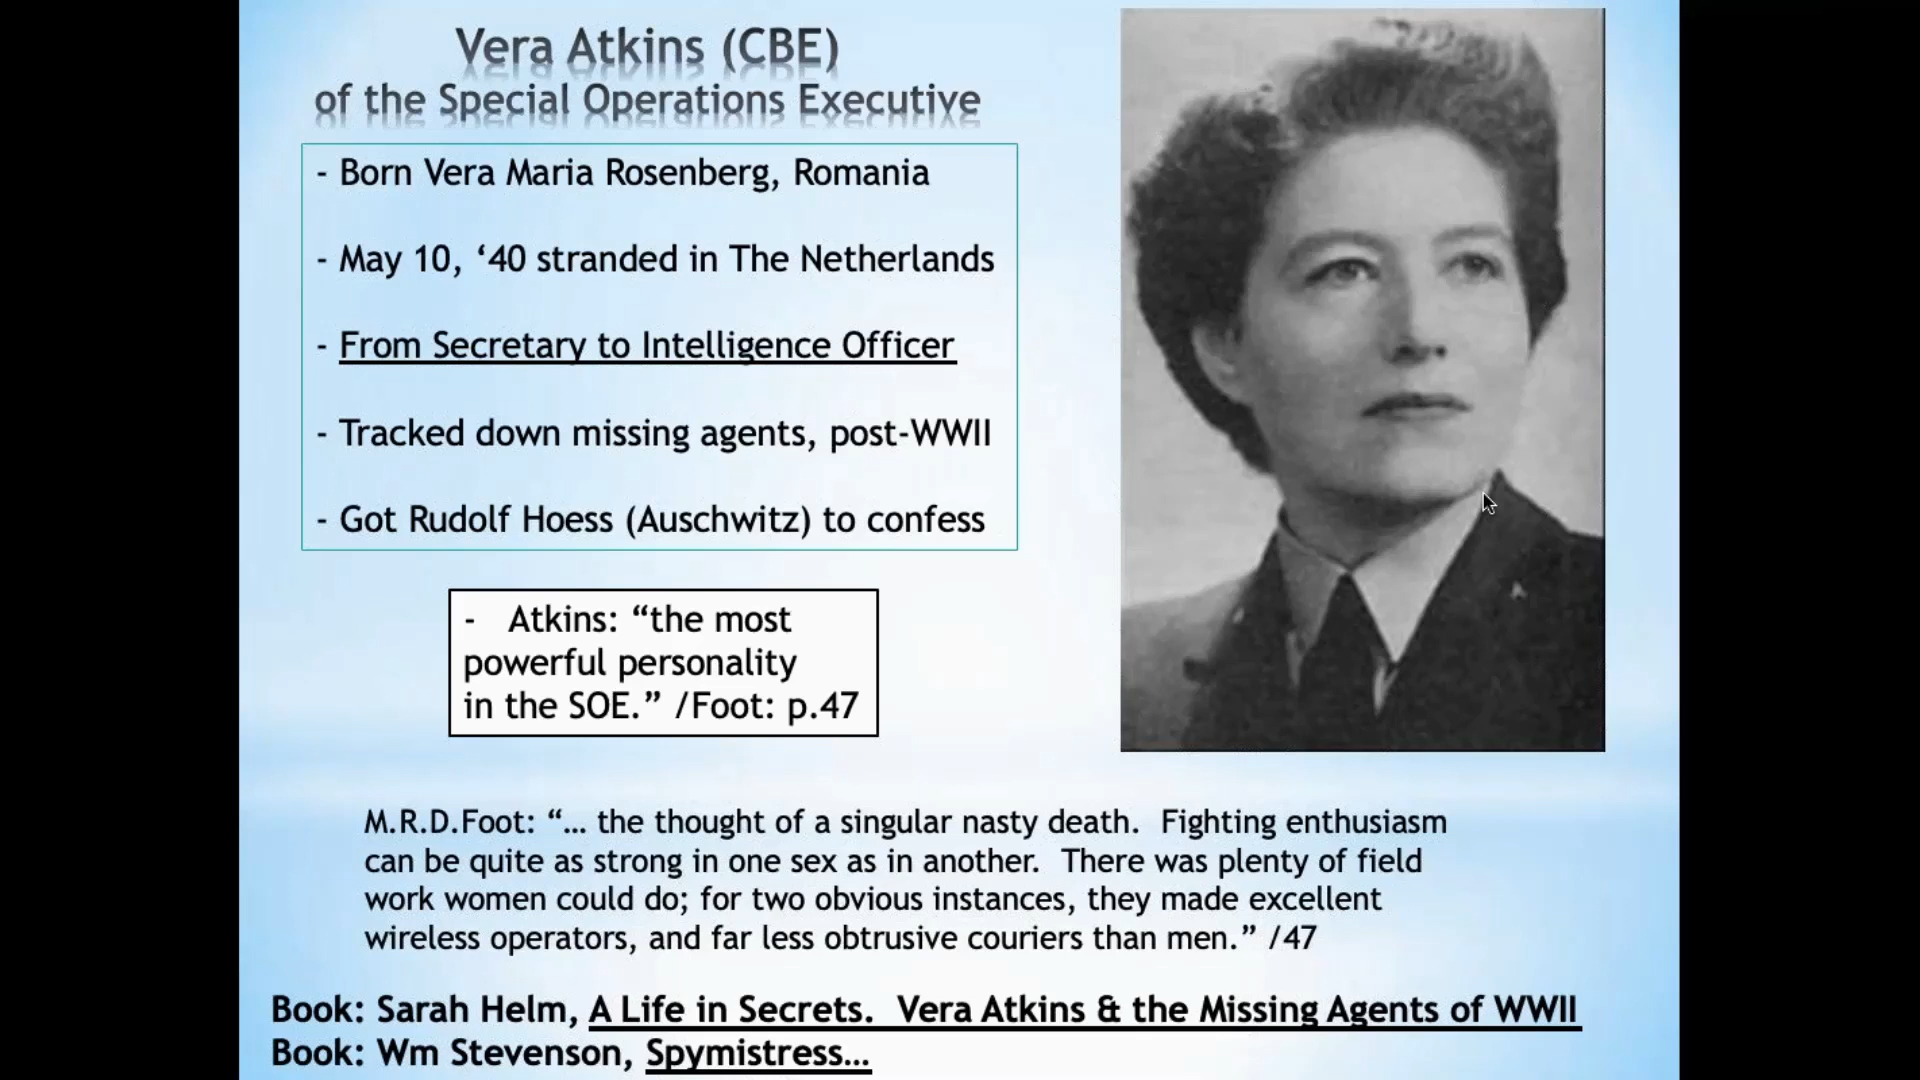 Vera Atkins (CBE)
of the Special Operations Executive
- Born Vera Maria Rosenberg, Romania
- May 10, ‘40 stranded in The Netherlands
- From Secretary to Intelligence Officer
- Tracked down missing agents, post-WWII
- Got Rudolf Hoess (Auschwitz) to confess
- Atkins: “the most
powerful personality
in the SOE.” /Foot: p.47
M.R.D.Foot: “… the thought of a singular nasty death. Fighting enthusiasm
can be quite as strong in one sex as in another. There was plenty of field
work women could do; for two obvious instances, they made excellent
wireless operators, and far less obtrusive couriers than men.” /47
Book: Sarah Helm, A Life in Secrets. Vera Atkins & the Missing Agents of WWII
Book: Wm Stevenson, Spymistress…